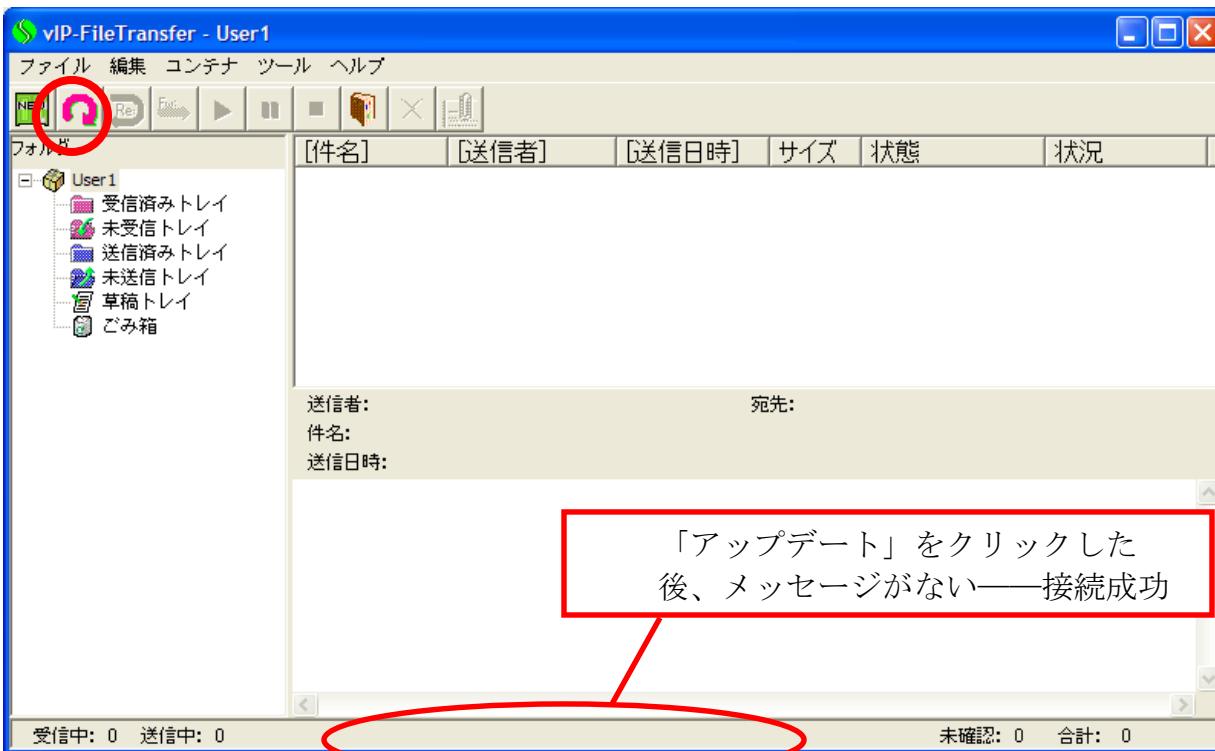 vIP-FileTransfer - User1
ファイル 編集 コンテナ ツール ヘルプ
NEW Re:
フォルダ
[件名] [送信者] [送信日時] サイズ 状態 状況
User1
受信済みトレイ
未受信トレイ
送信済みトレイ
未送信トレイ
草稿トレイ
ごみ箱
送信者: 宛先:
件名:
送信日時:
「アップデート」をクリックした
後、メッセージがない――接続成功
受信中: 0 送信中: 0 未確認: 0 合計: 0